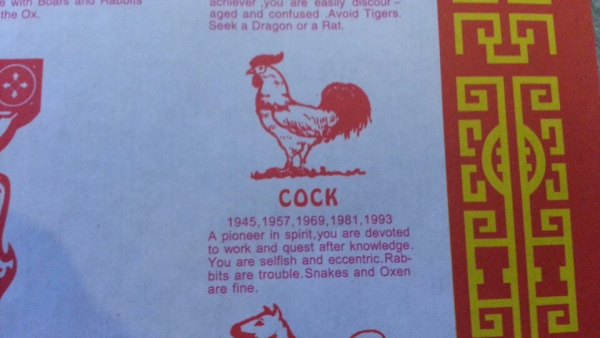 e with Boars and Rabbits
the Ox.
achiever ,you are easily discour-
aged and confused .Avoid Tigers.
Seek a Dragon or a Rat.
COCK
1945,1957,1969,1981,1993
A pioneer in spirit,you are devoted
to work and quest after knowledge.
You are selfish and eccentric.Rab-
bits are trouble.Snakes and Oxen
are fine.